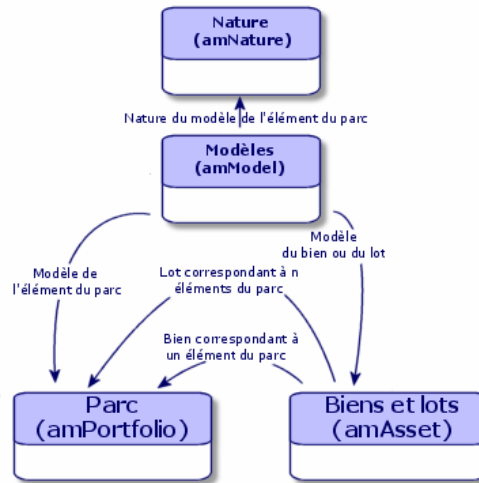 Nature
(amNature)
Nature du modèle de l'élément du parc
Modèles
(amModel)
Modèle
du bien ou du lot
Modèle de
l'élément du parc
Lot correspondant à n
éléments du parc
Bien correspondant à
un élément du parc
Parc
(amPortfolio)
Biens et lots
(amAsset)